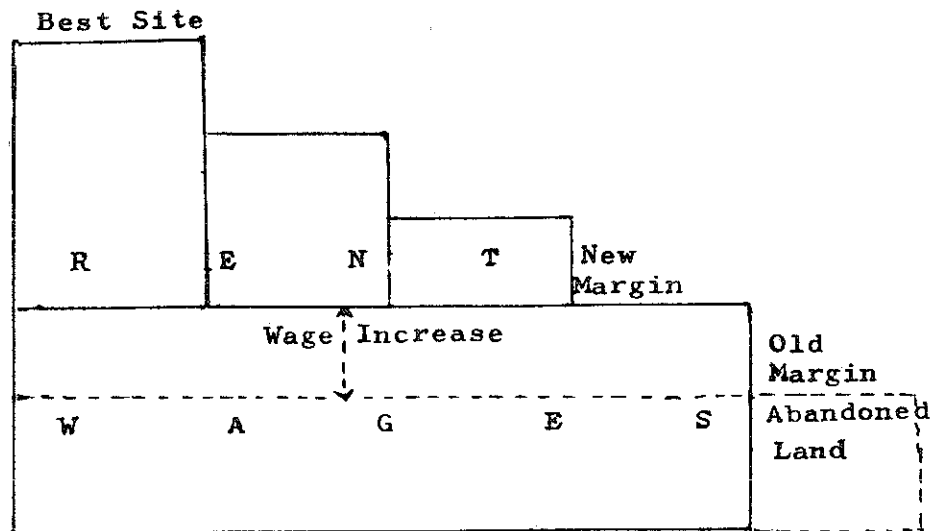 Best Site
R E N T
New
Margin
Wage Increase
Old
Margin
W A G E S
Abandoned
Land